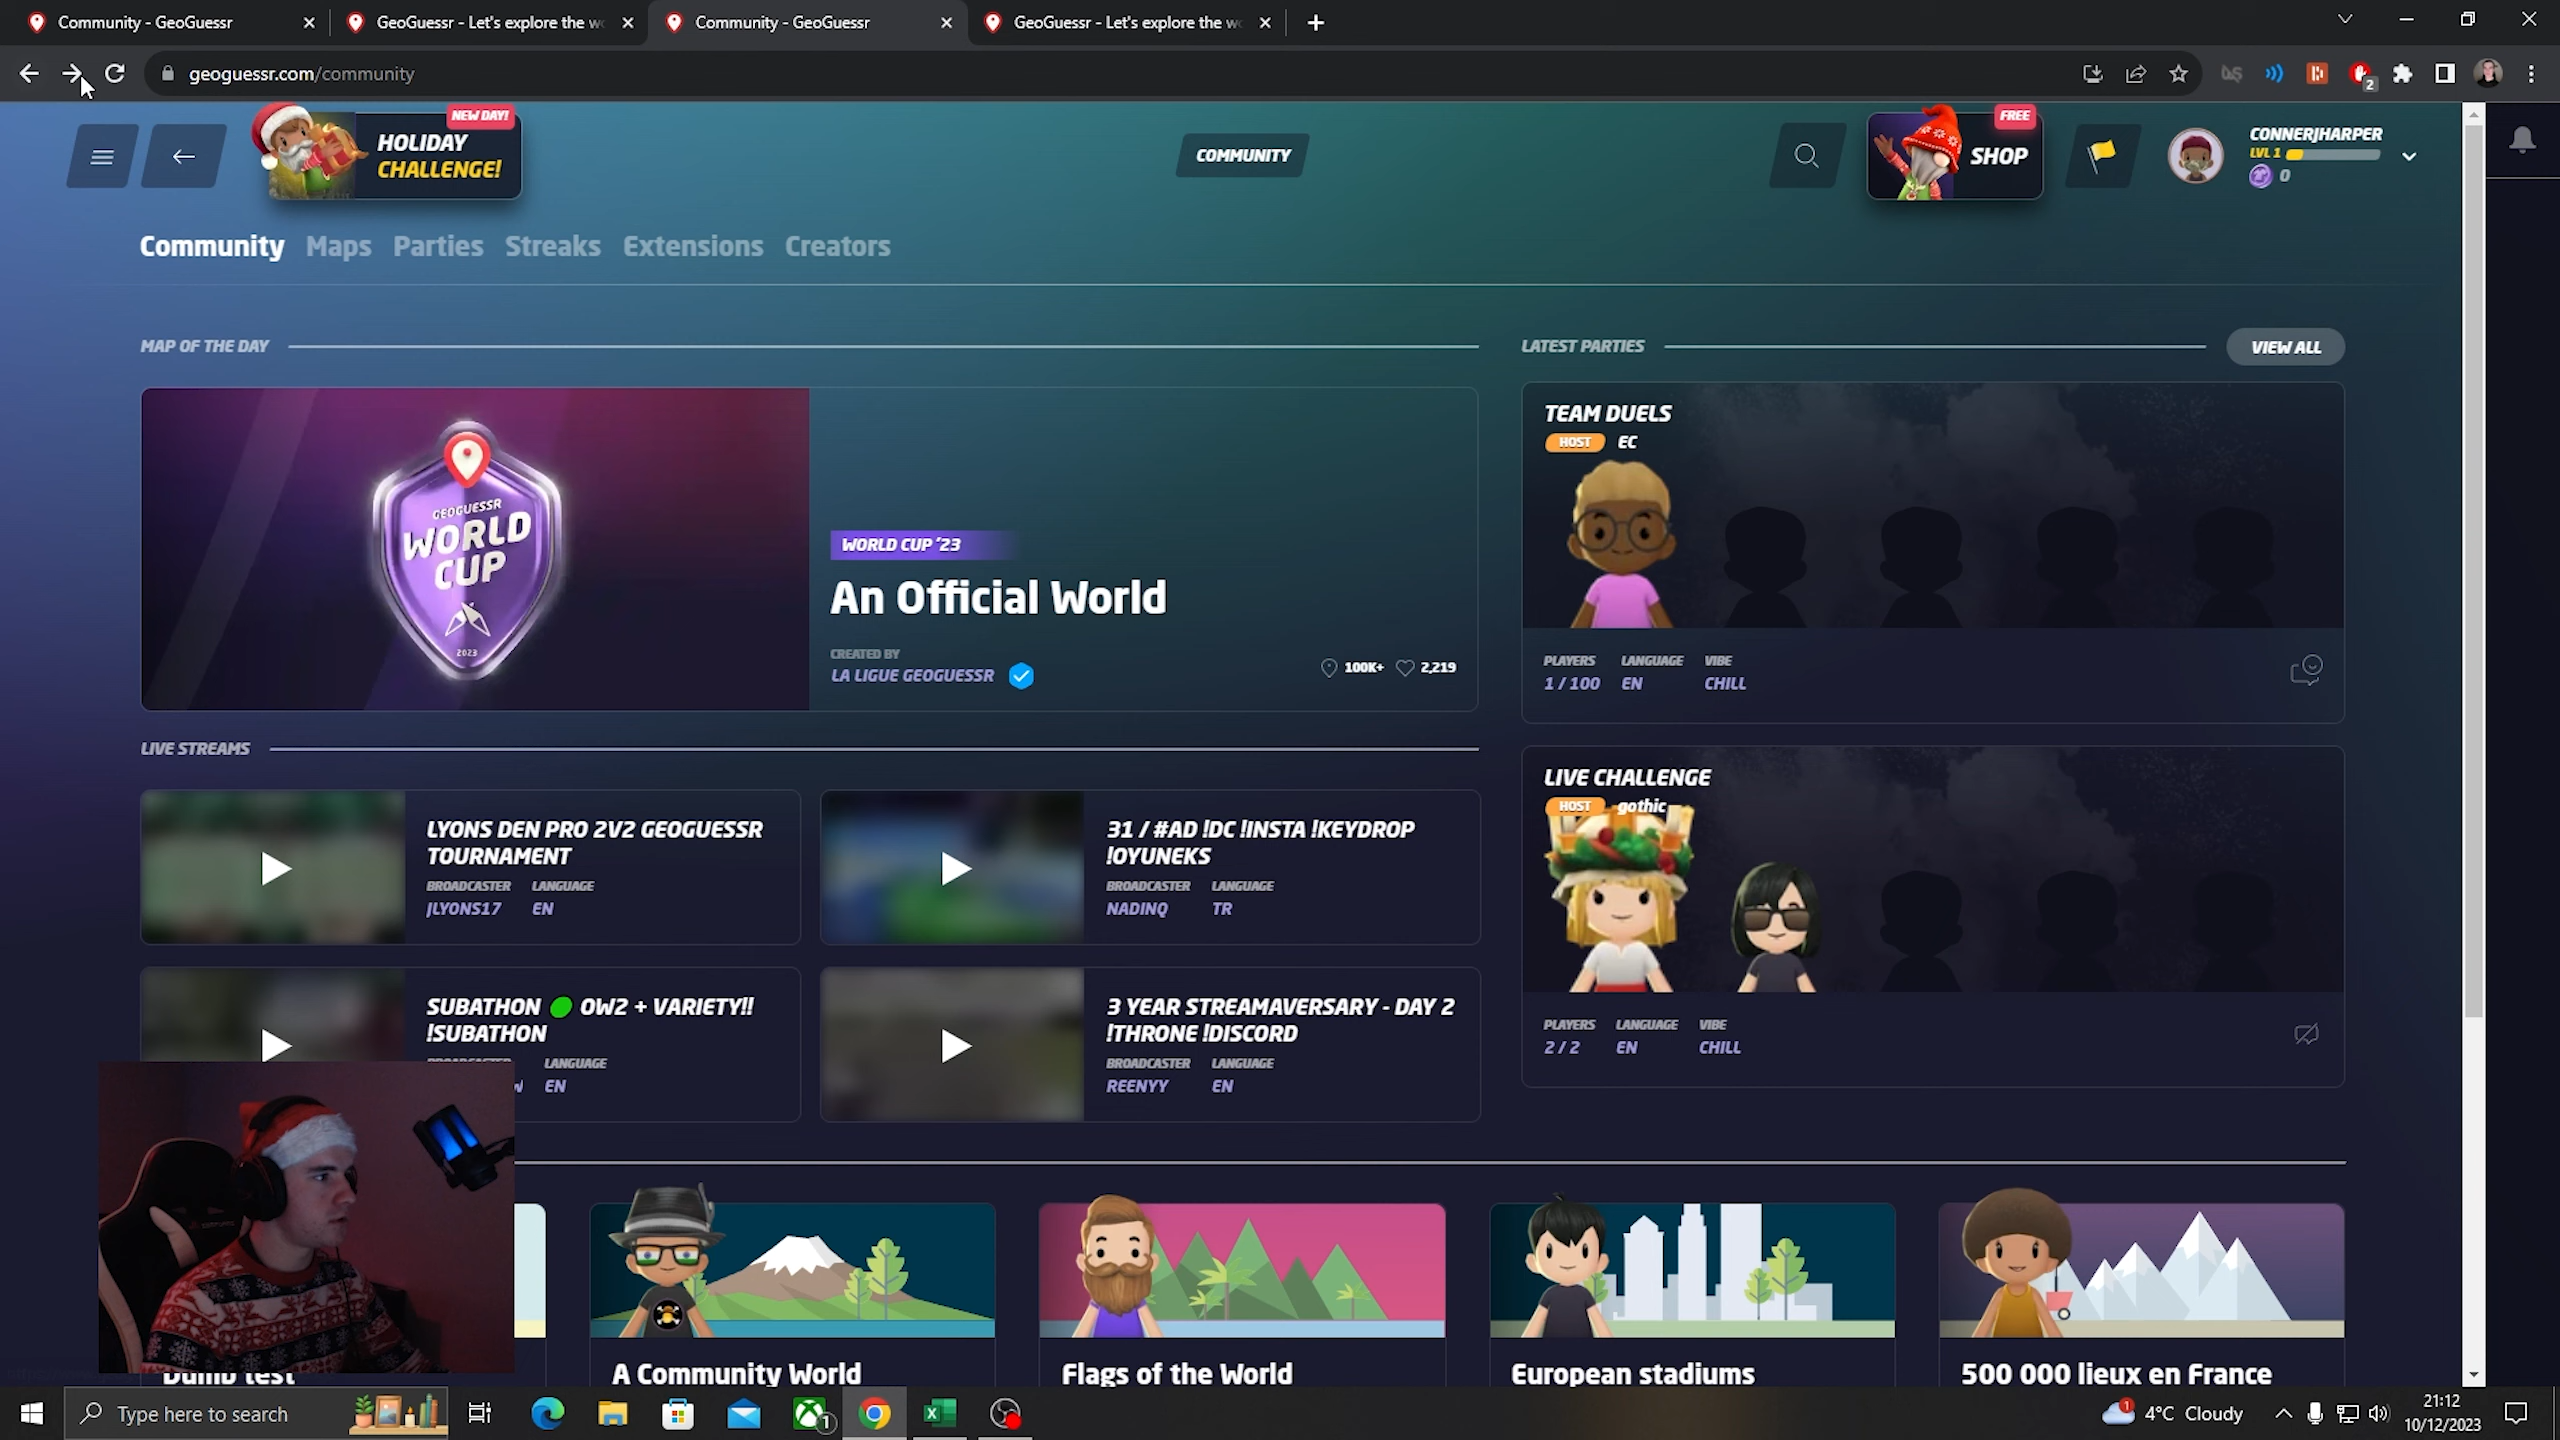 Community - GeoGuessr
GeoGuessr - Let's explore the w
Community - GeoGuessr
GeoGuessr - Let's explore the w
geoguessr.com/community
2
NEW DAY!
HOLIDAY
CHALLENGE!
COMMUNITY
FREE
SHOP
CONNERJHARPER
LVL 1
0
Community Maps Parties Streaks Extensions Creators
MAP OF THE DAY
LATEST PARTIES
VIEW ALL
GEOGUESSR
WORLD
CUP
2023
WORLD CUP '23
An Official World
CREATED BY
LA LIGUE GEOGUESSR
100K+ 2,219
TEAM DUELS
HOST EC
PLAYERS LANGUAGE VIBE
1 / 100 EN CHILL
LIVE STREAMS
LYONS DEN PRO 2V2 GEOGUESSR
TOURNAMENT
BROADCASTER LANGUAGE
JLYONS17 EN
31 / #AD !DC !INSTA !KEYDROP
!OYUNEKS
BROADCASTER LANGUAGE
NADINQ TR
SUBATHON OW2 + VARIETY!!
!SUBATHON
LANGUAGE
EN
3 YEAR STREAMAVERSARY - DAY 2
!THRONE !DISCORD
BROADCASTER LANGUAGE
REENYY EN
LIVE CHALLENGE
HOST gothic
PLAYERS LANGUAGE VIBE
2 / 2 EN CHILL
Dumb test
A Community World
Flags of the World
European stadiums
500 000 lieux en France
Type here to search
1
1
4°C Cloudy
21:12
10/12/2023